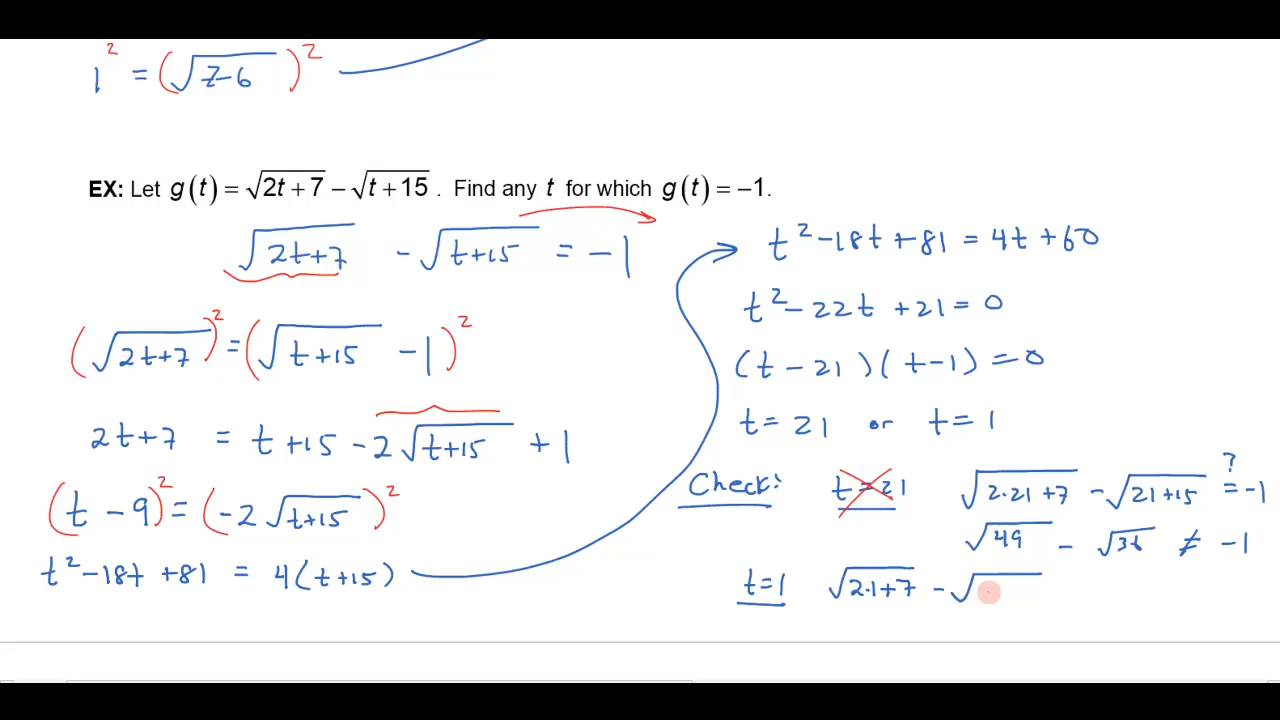 1² = (√z-6)²
EX: Let g(t) = √2t + 7 − √t + 15 . Find any t for which g(t) = −1.
√2t+7 - √t+15 = -1
(√2t+7)² = (√t+15 - 1)²
2t+7 = t+15 - 2√t+15 + 1
(t - 9)² = (-2√t+15)²
t² - 18t + 81 = 4(t+15)
t² - 18t + 81 = 4t + 60
t² - 22t + 21 = 0
(t - 21)(t - 1) = 0
t = 21 or t = 1
Check: t = 21 √2·21+7 - √21+15 ?= -1
√49 - √36 ≠ -1
t=1 √2·1+7 - √